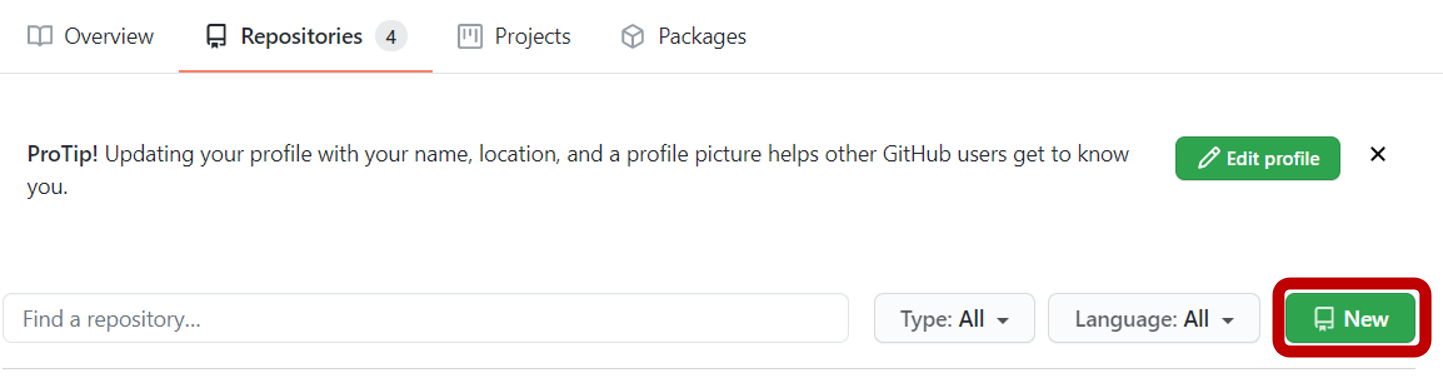 Overview Repositories 4 Projects Packages
ProTip! Updating your profile with your name, location, and a profile picture helps other GitHub users get to know
you.
Edit profile
Find a repository... Type: All Language: All New